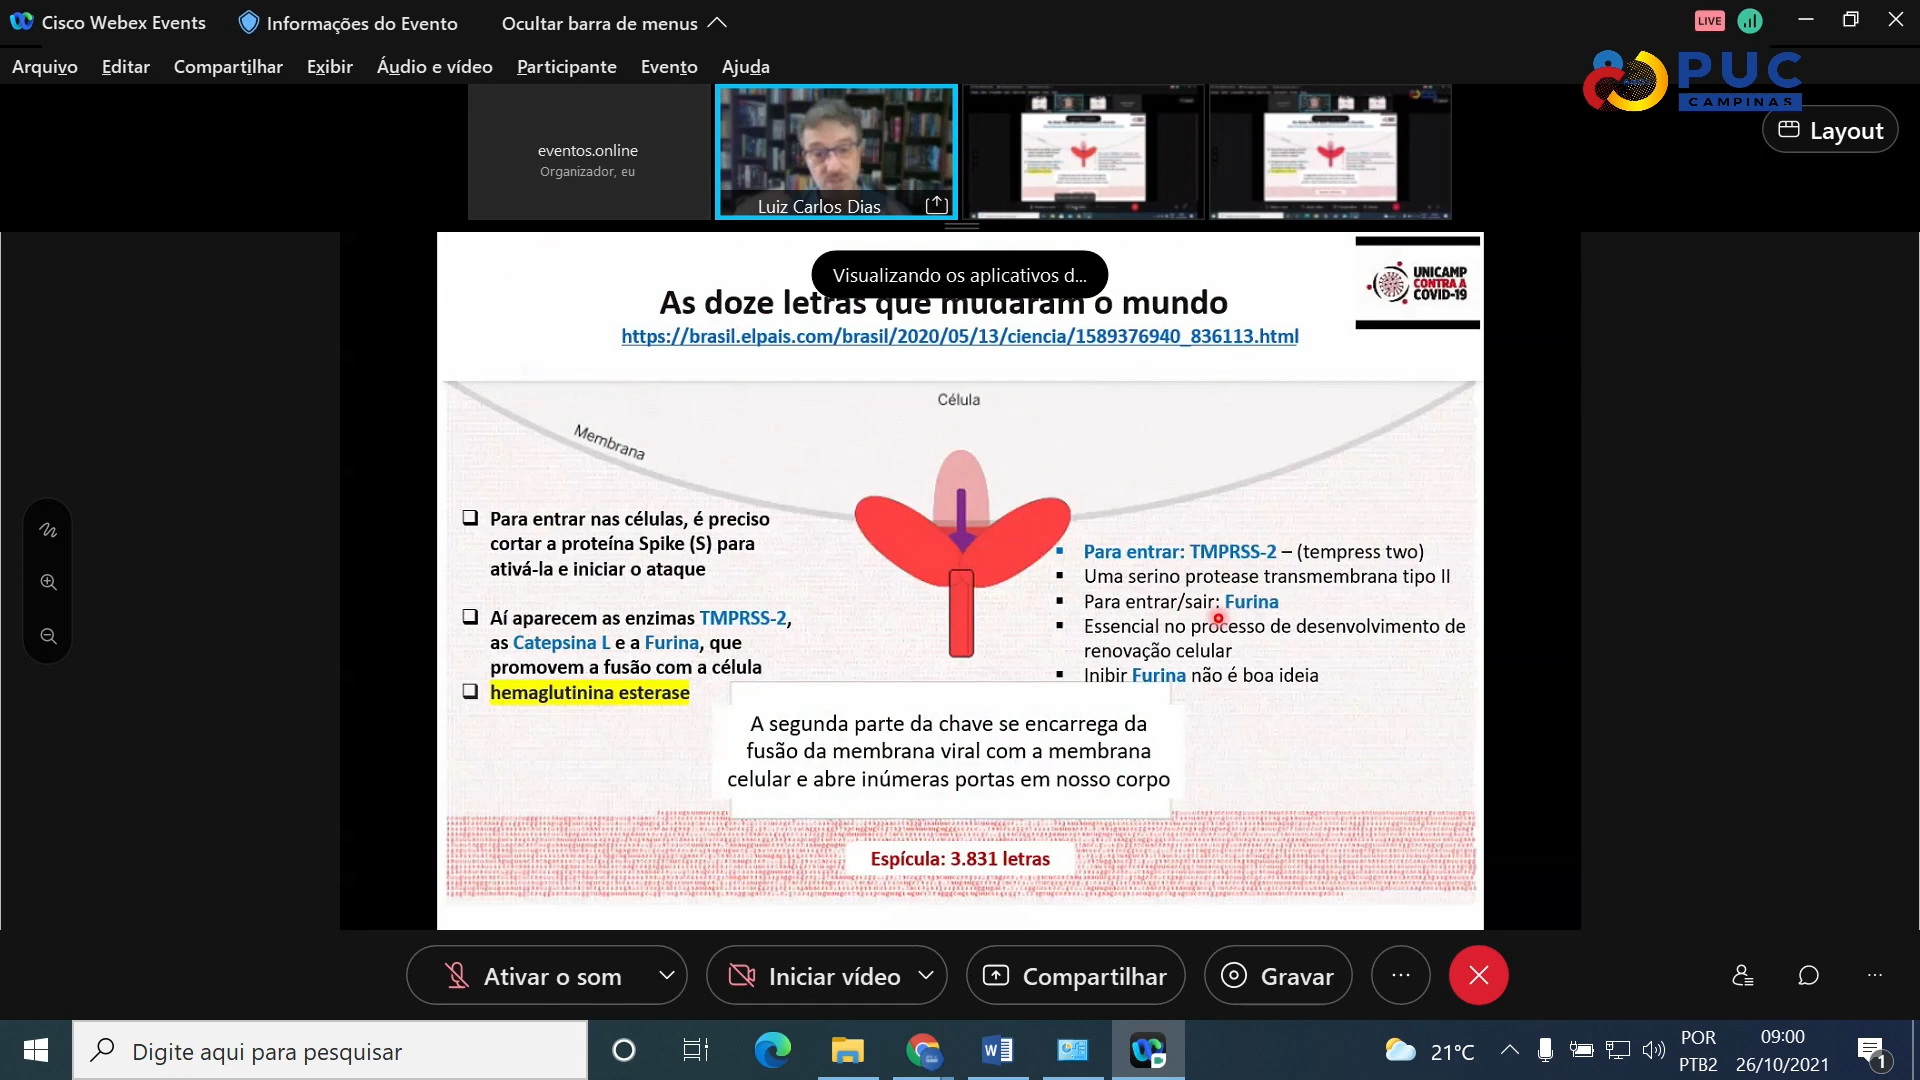 Cisco Webex Events
Informações do Evento
Ocultar barra de menus
LIVE
Arquivo Editar Compartilhar Exibir Áudio e vídeo Participante Evento Ajuda
PUC
CAMPINAS
Layout
eventos.online
Organizador, eu
Luiz Carlos Dias
Visualizando os aplicativos d...
As doze letras que mudaram o mundo
https://brasil.elpais.com/brasil/2020/05/13/ciencia/1589376940_836113.html
UNICAMP
CONTRA A
COVID-19
Célula
Membrana
Para entrar nas células, é preciso
cortar a proteína Spike (S) para
ativá-la e iniciar o ataque
Aí aparecem as enzimas TMPRSS-2,
as Catepsina L e a Furina, que
promovem a fusão com a célula
hemaglutinina esterase
Para entrar: TMPRSS-2 – (tempress two)
Uma serino protease transmembrana tipo II
Para entrar/sair: Furina
Essencial no processo de desenvolvimento de
renovação celular
Inibir Furina não é boa ideia
A segunda parte da chave se encarrega da
fusão da membrana viral com a membrana
celular e abre inúmeras portas em nosso corpo
Espícula: 3.831 letras
Ativar o som
Iniciar vídeo
Compartilhar
Gravar
Digite aqui para pesquisar
21°C
POR
PTB2
09:00
26/10/2021
1